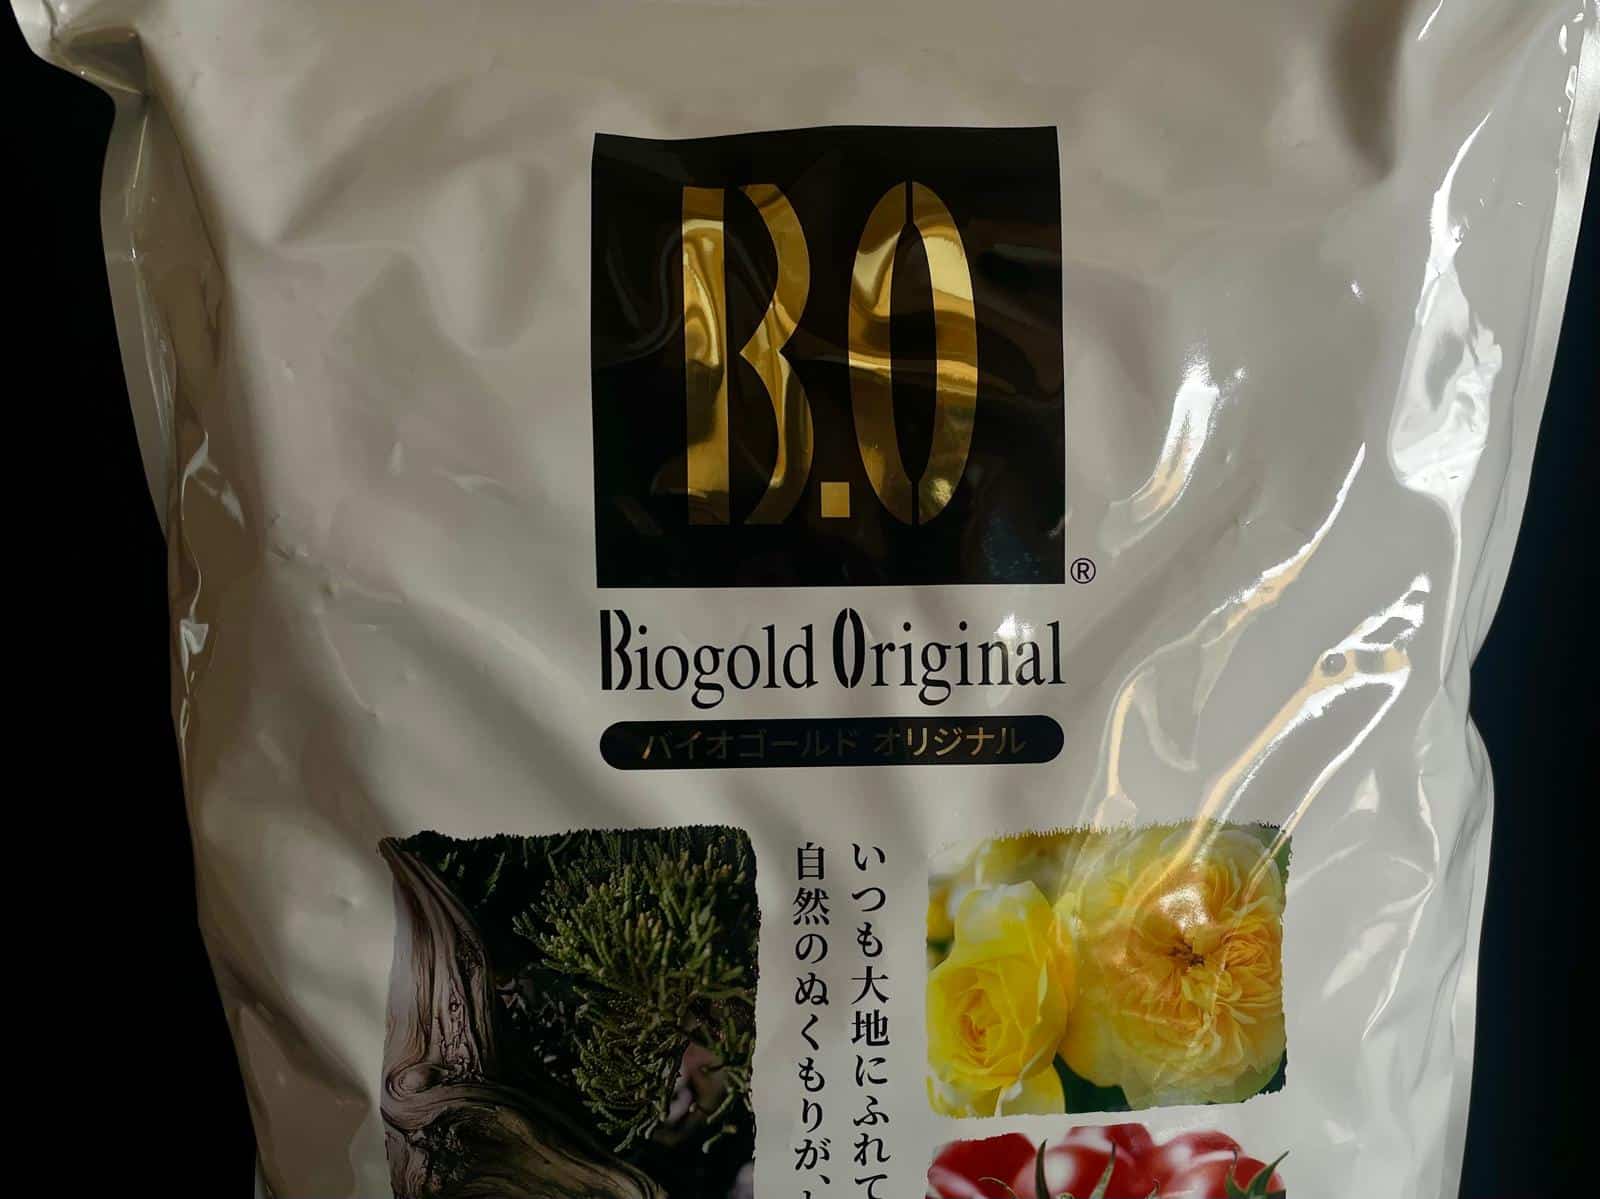 B.O
®
Biogold Original
バイオゴールド オリジナル
いつも大地にふれて
自然のぬくもりが、